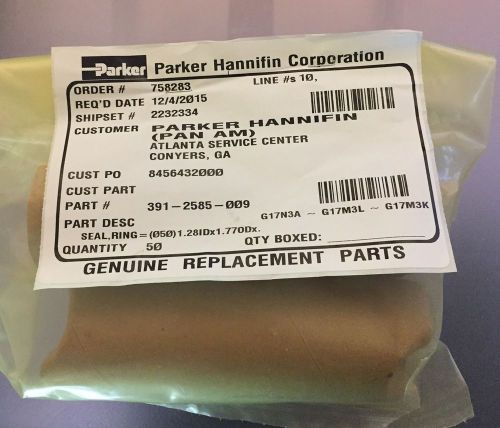 Parker Parker Hannifin Corporation
ORDER # 758283 LINE #s 10,
REQ'D DATE 12/4/2015
SHIPSET # 2232334
CUSTOMER PARKER HANNIFIN
(PAN AM)
ATLANTA SERVICE CENTER
CONYERS, GA
CUST PO 8456432000
CUST PART
PART # 391-2585-009
PART DESC G17N3A ~ G17M3L ~ G17M3K
SEAL,RING=(050)1.28IDx1.77ODx.
QUANTITY 50 QTY BOXED:
GENUINE REPLACEMENT PARTS